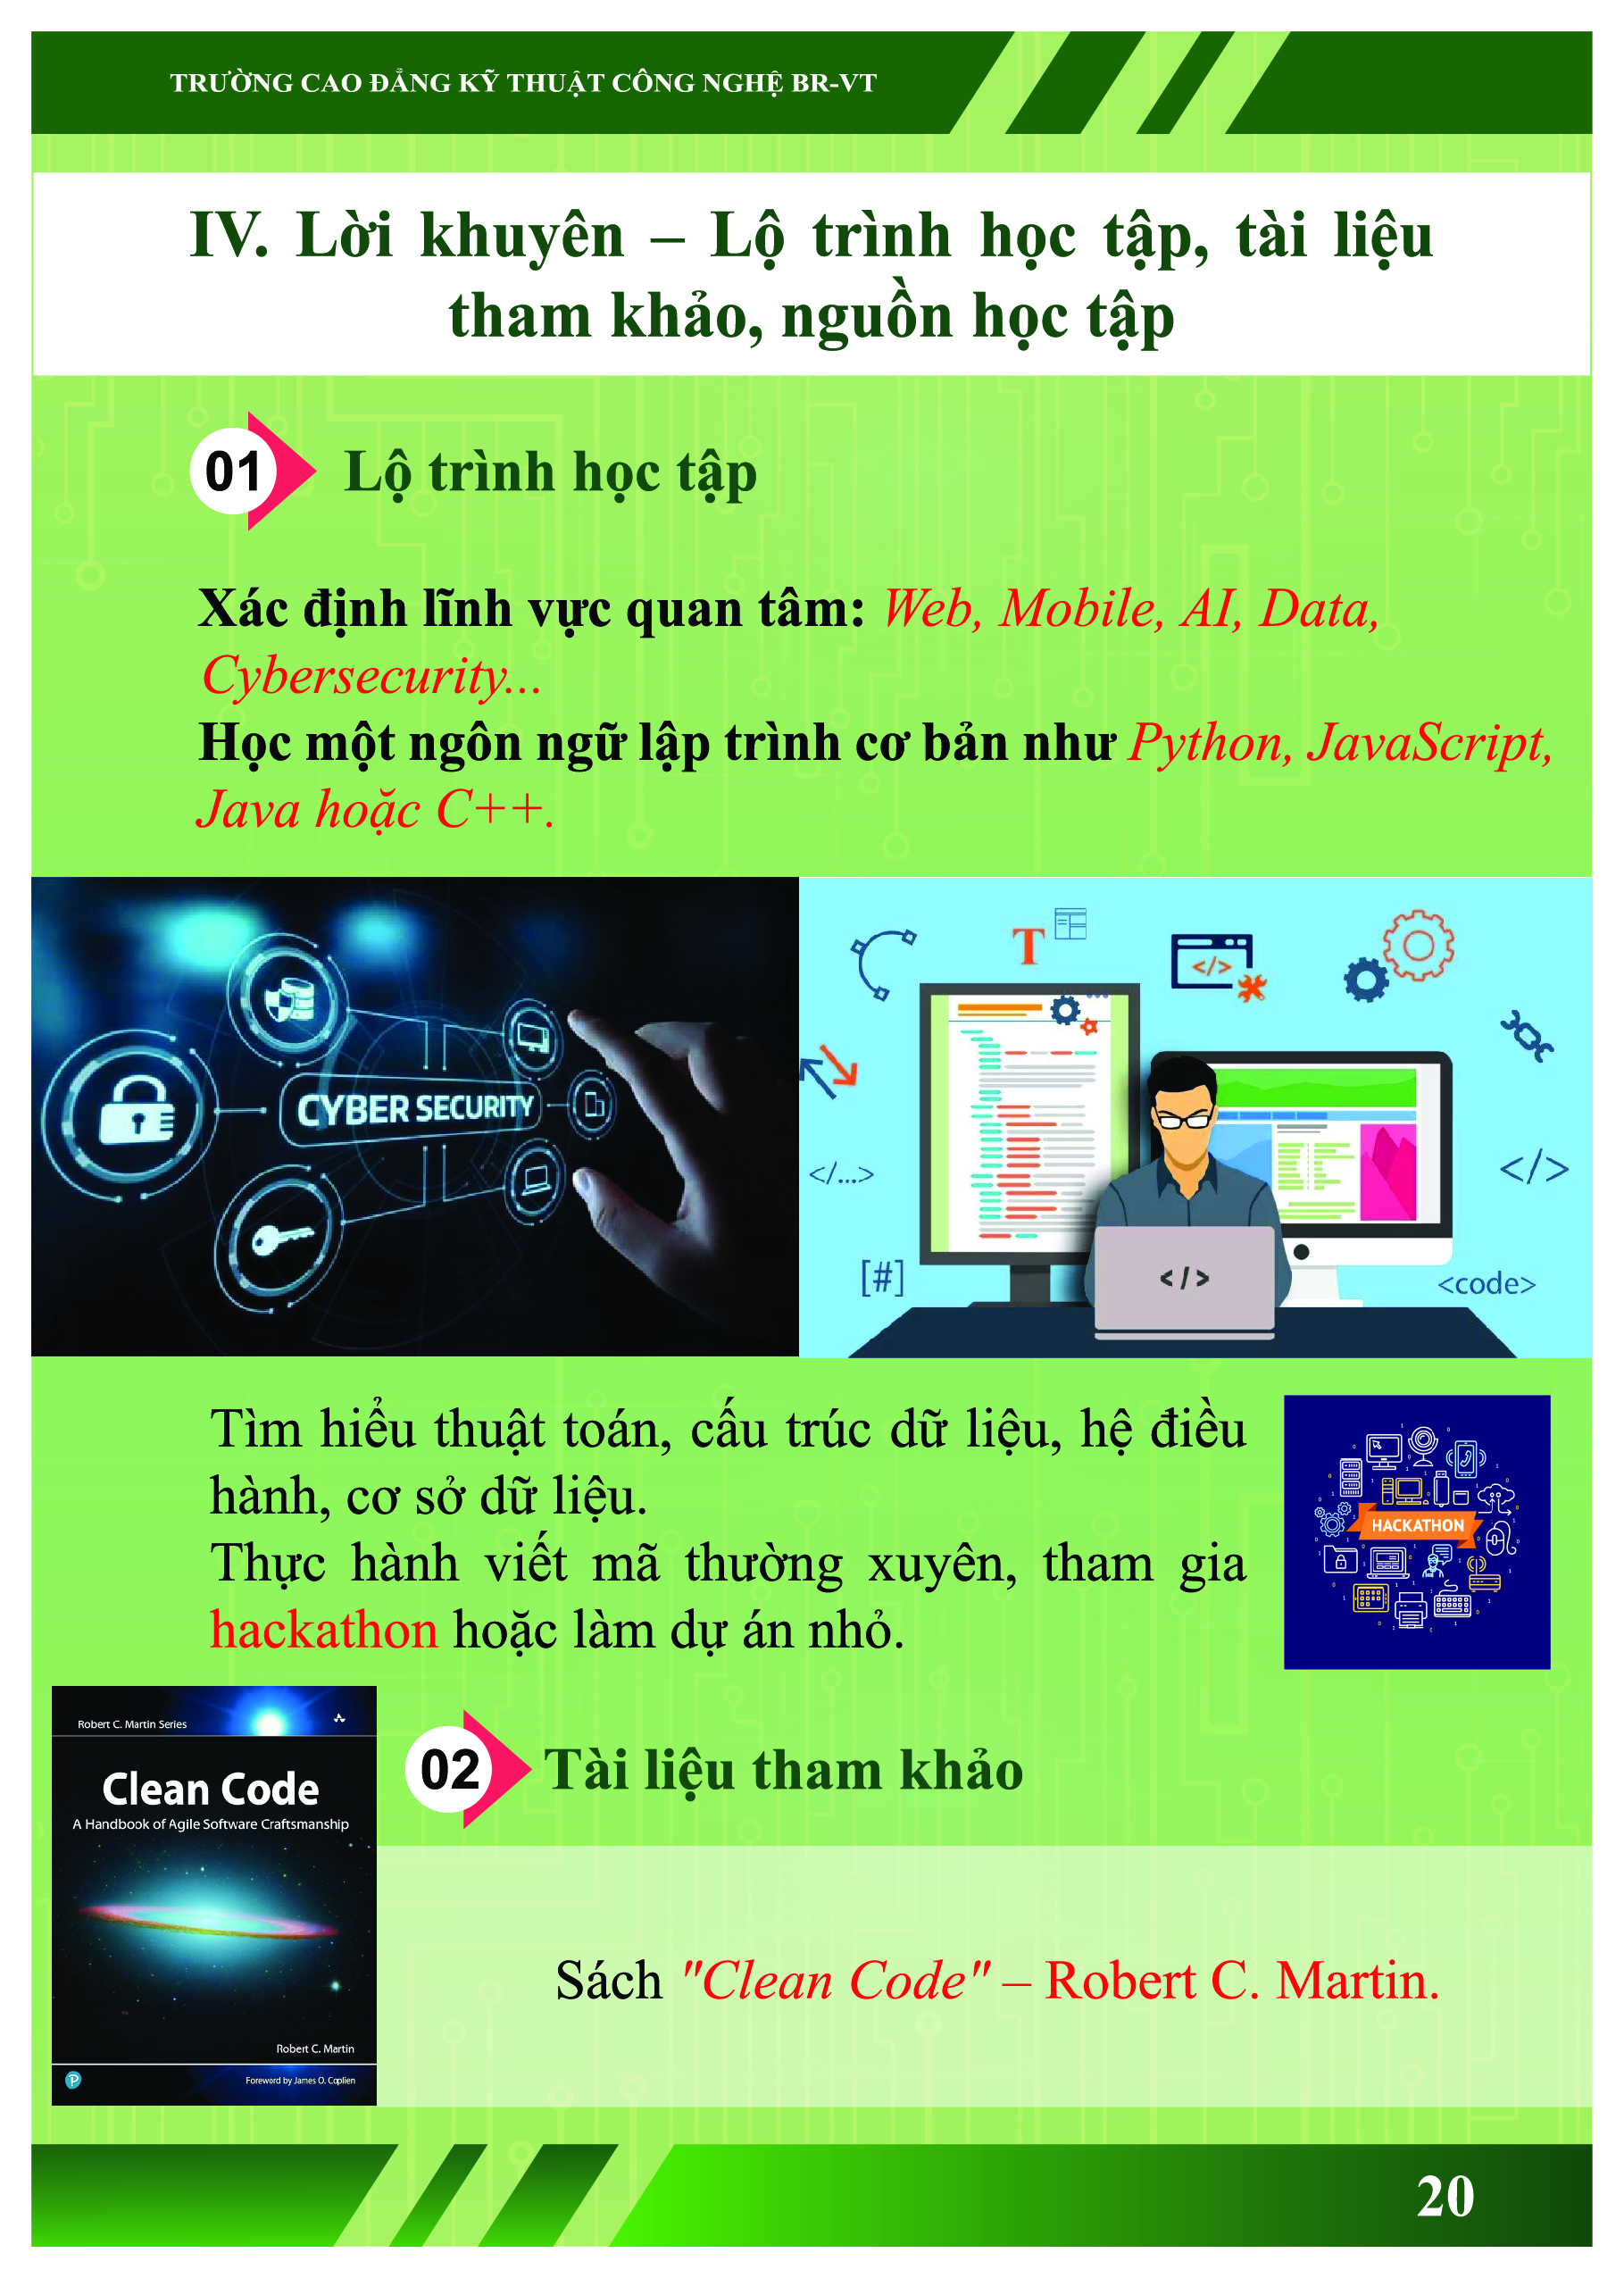 TRƯỜNG CAO ĐẲNG KỸ THUẬT CÔNG NGHỆ BR-VT
IV. Lời khuyên – Lộ trình học tập, tài liệu
tham khảo, nguồn học tập
01 Lộ trình học tập
Xác định lĩnh vực quan tâm: Web, Mobile, AI, Data,
Cybersecurity...
Học một ngôn ngữ lập trình cơ bản như Python, JavaScript,
Java hoặc C++.
CYBER SECURITY
T
</>
</...>
</>
[#]
</>
<code>
Tìm hiểu thuật toán, cấu trúc dữ liệu, hệ điều
hành, cơ sở dữ liệu.
Thực hành viết mã thường xuyên, tham gia
hackathon hoặc làm dự án nhỏ.
HACKATHON
Robert C. Martin Series
Clean Code
A Handbook of Agile Software Craftsmanship
Robert C. Martin
Foreword by James O. Coplien
02 Tài liệu tham khảo
Sách "Clean Code" – Robert C. Martin.
20